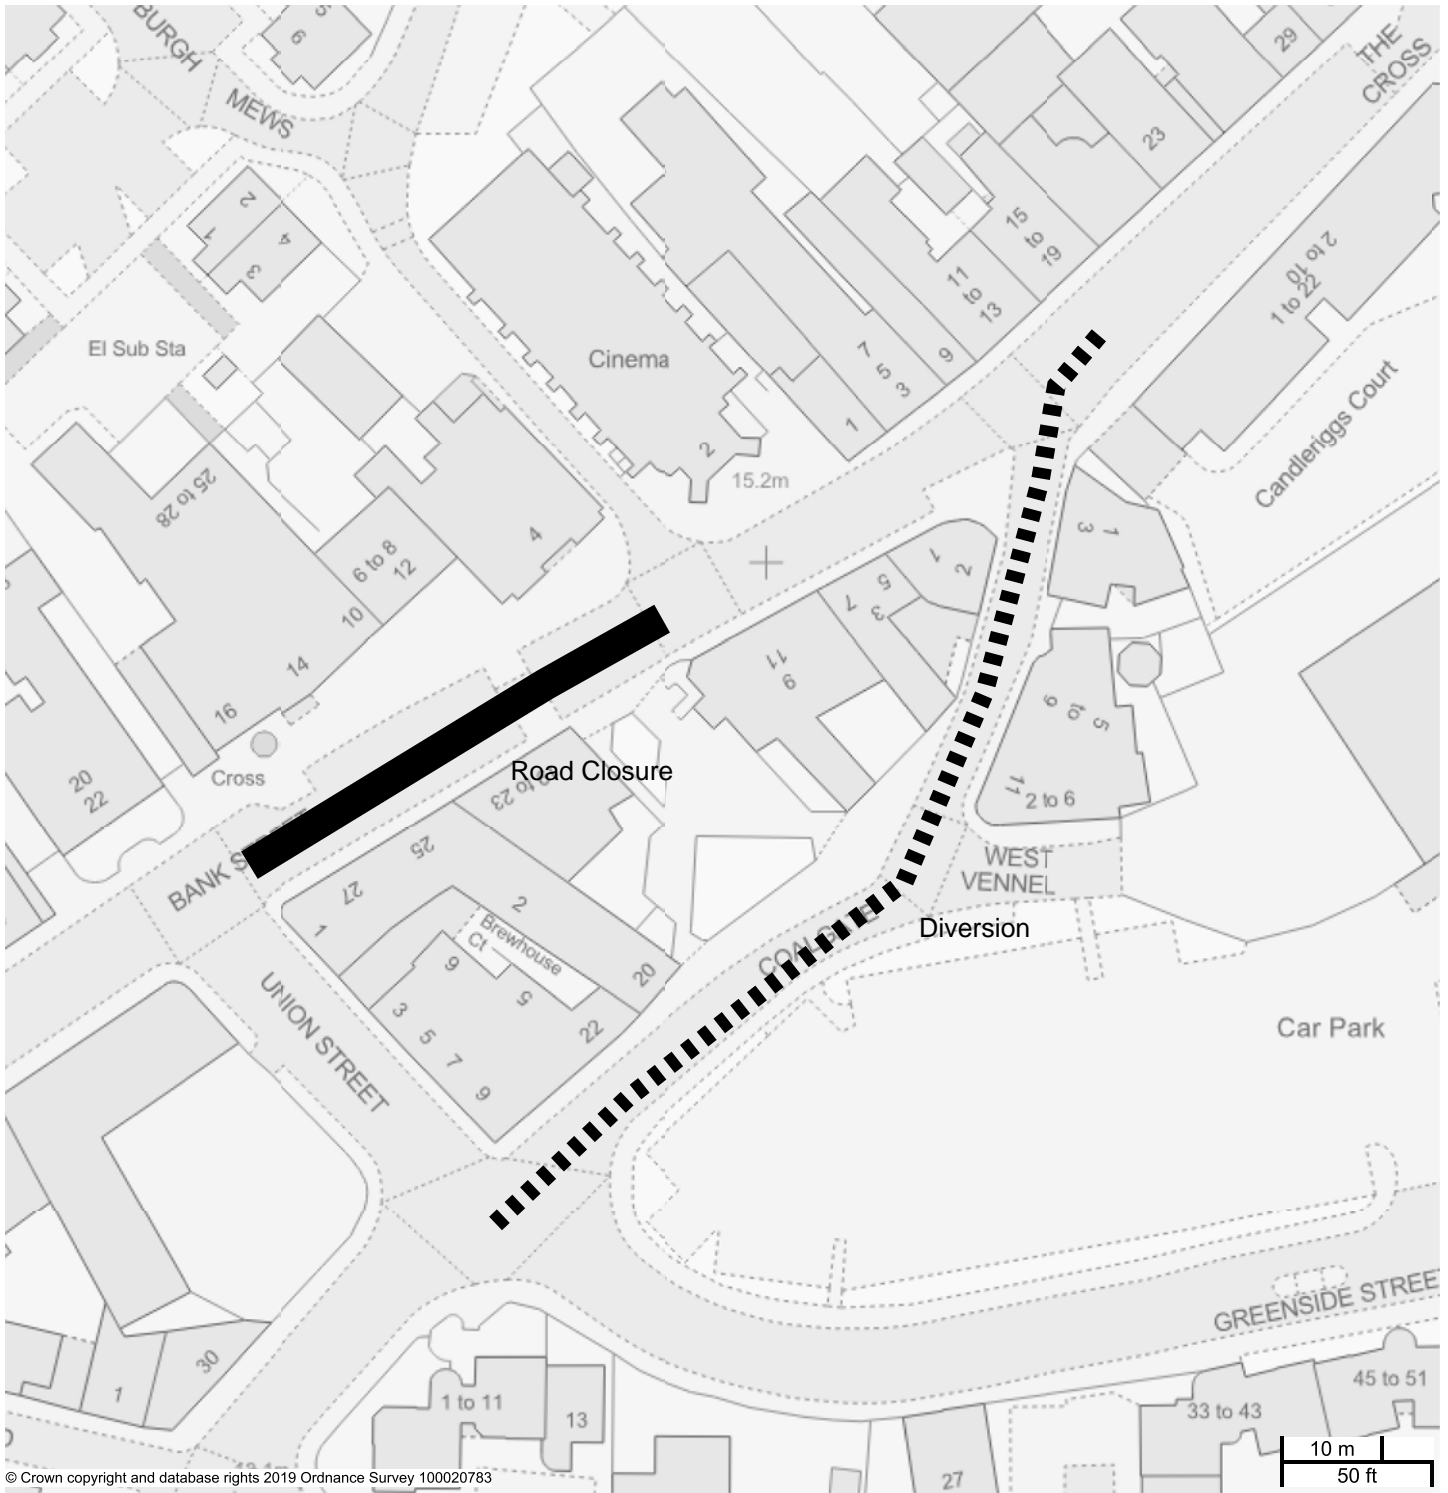 BURGH
MEWS
5
6
THE
CROSS
29
23
2
1
4
3
15
to
19
11
to
13
2 to 10
1 to 22
El Sub Sta
Cinema
7
5
3
9
1
2
15.2m
Candleriggs Court
25 to 28
6 to 8
12
4
10
14
16
20
22
Cross
1
2
5
7
3
11
9
1
3
5
to
9
11
2 to 6
Road Closure
to 23
BANK S
25
27
1
2
Brewhouse
Ct
9
5
20
22
3
5
7
9
WEST
VENNEL
Diversion
COALGATE
UNION STREET
Car Park
GREENSIDE STREE
30
1
1 to 11
13
45 to 51
33 to 43
27
10 m
50 ft
© Crown copyright and database rights 2019 Ordnance Survey 100020783